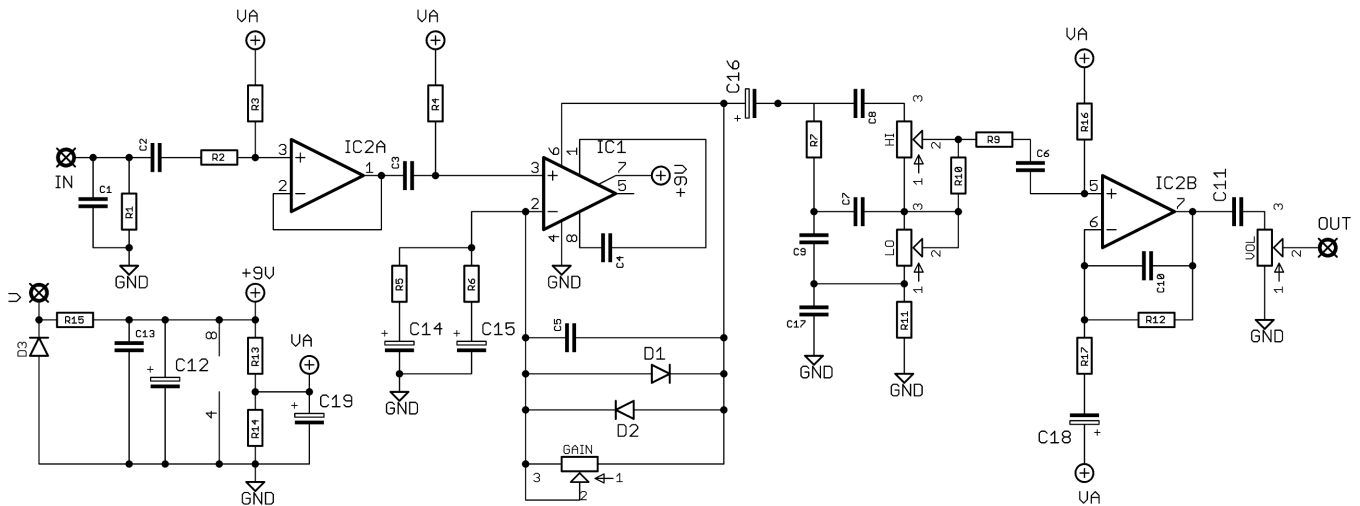 VA
VA
C16
VA
R3
R4
R7
C8
3
HI
2
1
R9
R16
C2
R2
3
IC2A
1
2
C3
6
1
IC1
3
7
5
2
4
8
+9V
C4
GND
IN
C1
R1
GND
R10
C6
C7
3
LO
2
1
C9
5
IC2B
7
6
C11
3
VOL
2
1
OUT
C10
R12
GND
R5
R6
+
C14
+
C15
GND
C5
D1
D2
GAIN
3
1
2
C17
GND
R11
GND
R17
C18
+
VA
V
+9V
R15
D3
C13
+
C12
8
4
R13
VA
R14
+
C19
GND
+